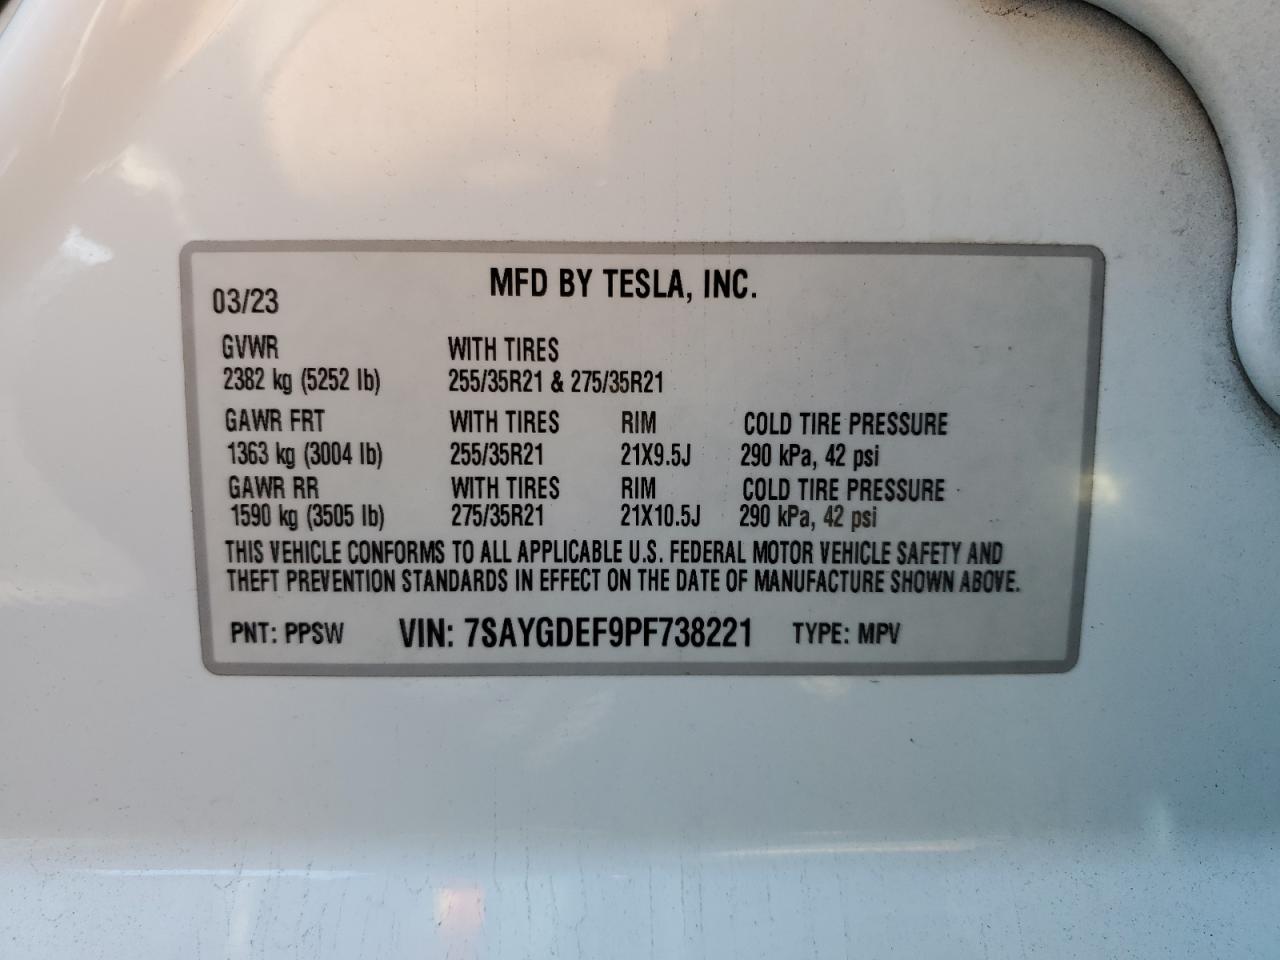 MFD BY TESLA, INC.
03/23
GVWR WITH TIRES
2382 kg (5252 lb) 255/35R21 & 275/35R21
GAWR FRT WITH TIRES RIM COLD TIRE PRESSURE
1363 kg (3004 lb) 255/35R21 21X9.5J 290 kPa, 42 psi
GAWR RR WITH TIRES RIM COLD TIRE PRESSURE
1590 kg (3505 lb) 275/35R21 21X10.5J 290 kPa, 42 psi
THIS VEHICLE CONFORMS TO ALL APPLICABLE U.S. FEDERAL MOTOR VEHICLE SAFETY AND
THEFT PREVENTION STANDARDS IN EFFECT ON THE DATE OF MANUFACTURE SHOWN ABOVE.
PNT: PPSW VIN: 7SAYGDEF9PF738221 TYPE: MPV